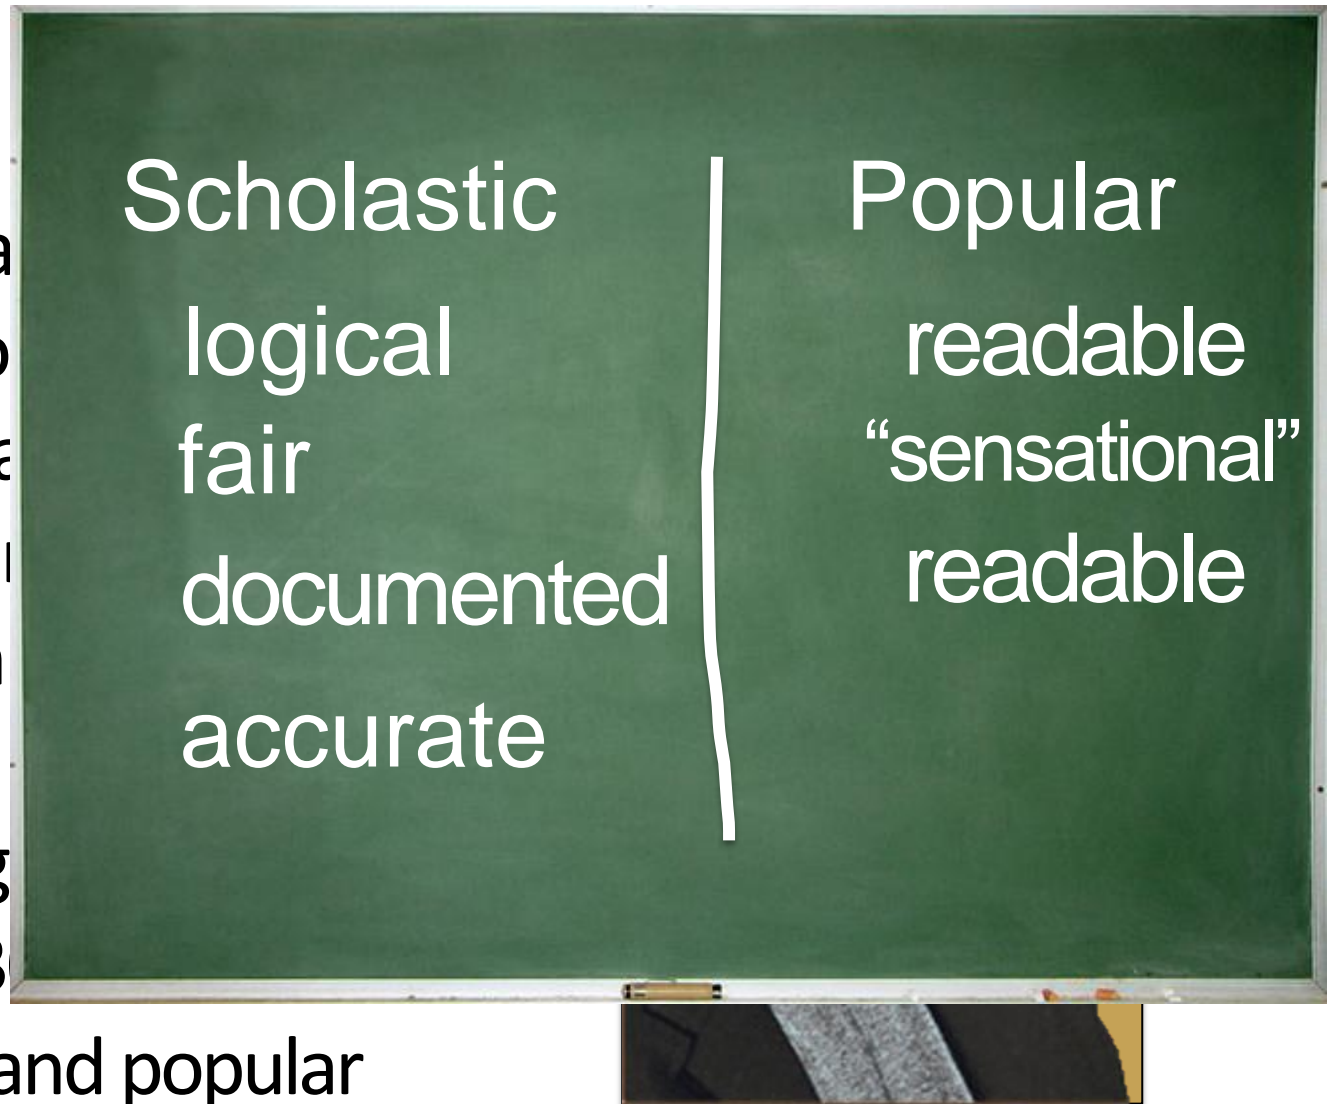 Scholastic
logical
fair
documented
accurate
Popular
readable
“sensational”
readable
and popular